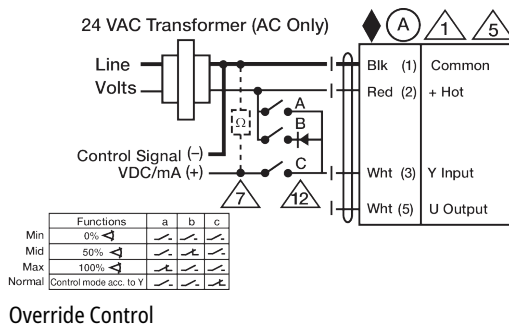 24 VAC Transformer (AC Only)
A 1 5
Line
Volts
Blk (1) Common
Red (2) + Hot
A
B
Ω
Control Signal (–)
VDC/mA (+)
C
Wht (3) Y Input
7 12
Wht (5) U Output
Functions a b c
Min 0%
Mid 50%
Max 100%
Normal Control mode acc. to Y
Override Control